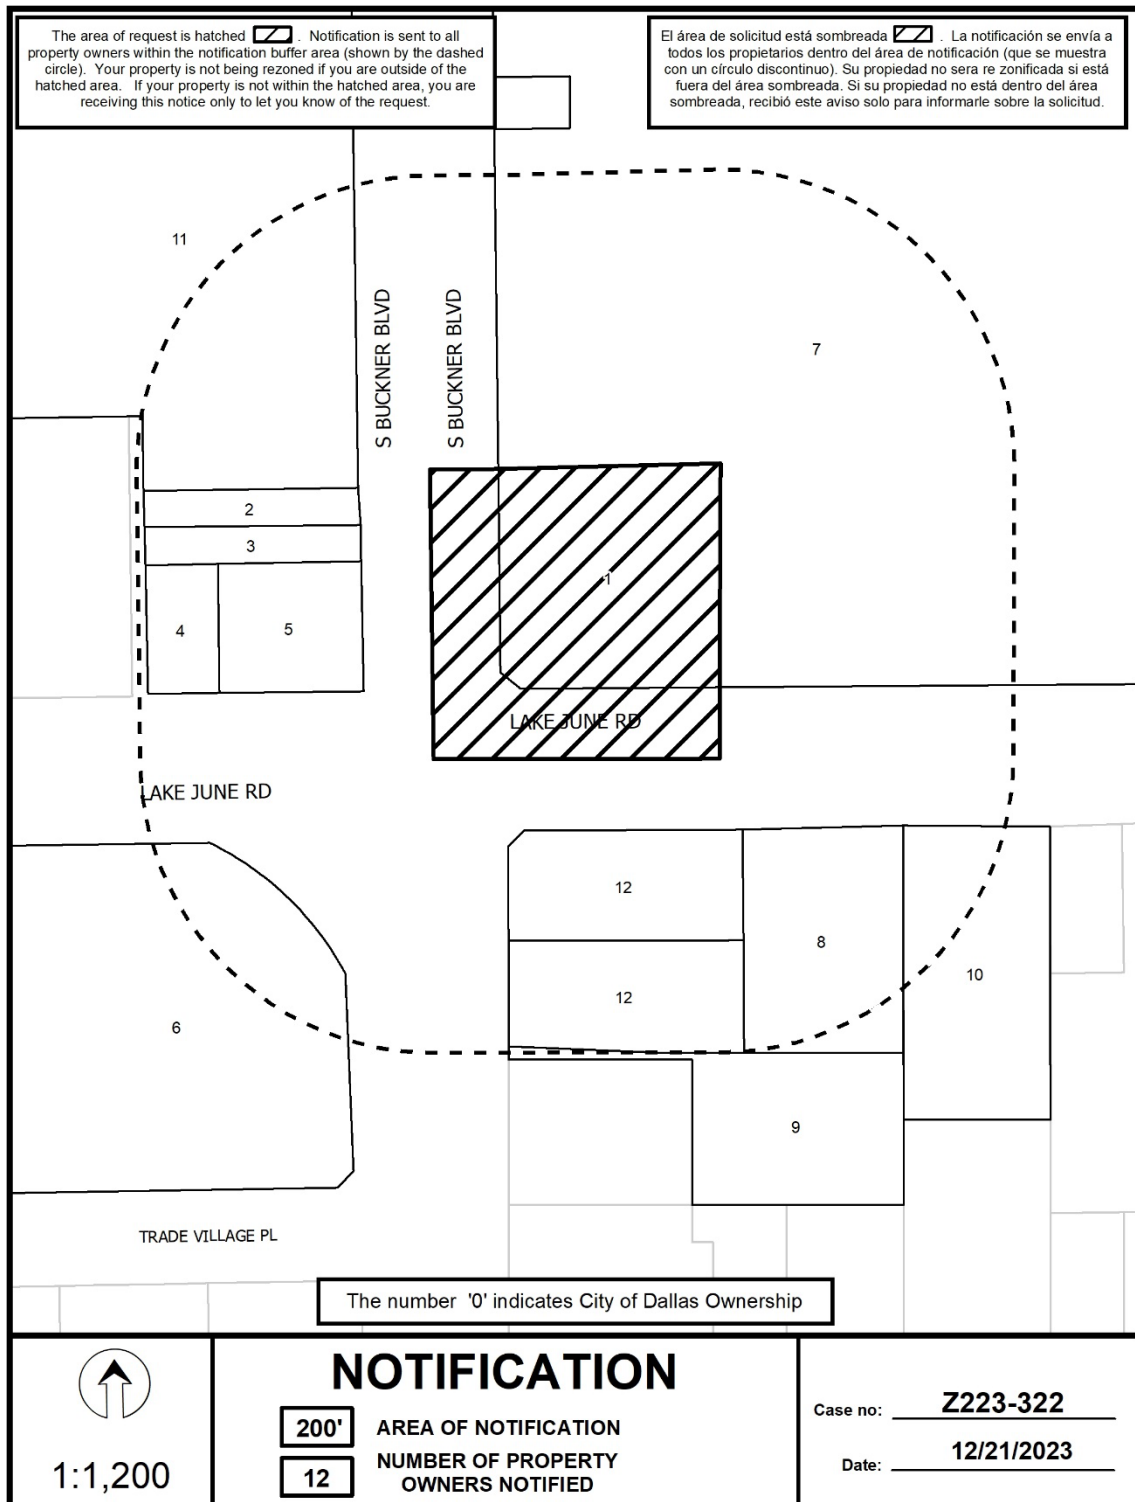 The area of request is hatched . Notification is sent to all
property owners within the notification buffer area (shown by the dashed
circle). Your property is not being rezoned if you are outside of the
hatched area. If your property is not within the hatched area, you are
receiving this notice only to let you know of the request.
El área de solicitud está sombreada . La notificación se envía a
todos los propietarios dentro del área de notificación (que se muestra
con un círculo discontinuo). Su propiedad no sera re zonificada si está
fuera del área sombreada. Si su propiedad no está dentro del área
sombreada, recibió este aviso solo para informarle sobre la solicitud.
11
S BUCKNER BLVD
S BUCKNER BLVD
7
2
3
1
4
5
LAKE JUNE RD
LAKE JUNE RD
12
8
12
10
6
9
TRADE VILLAGE PL
The number '0' indicates City of Dallas Ownership
1:1,200
NOTIFICATION
200' AREA OF NOTIFICATION
12 NUMBER OF PROPERTY
OWNERS NOTIFIED
Case no: Z223-322
Date: 12/21/2023